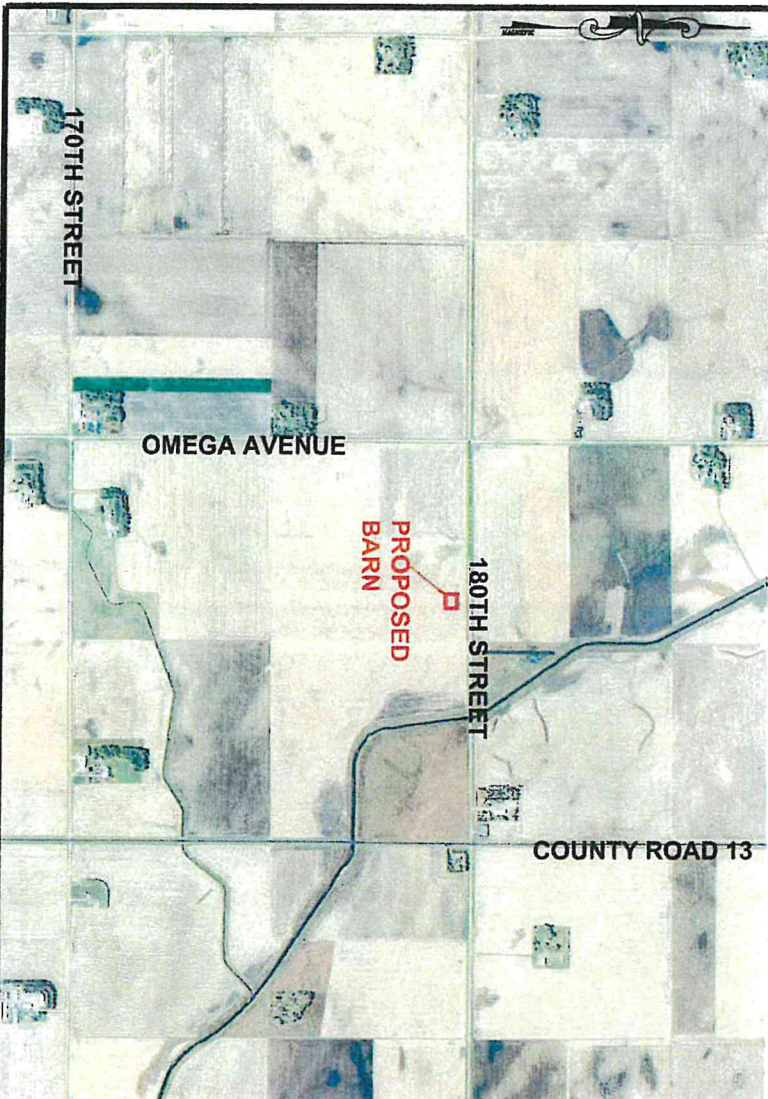 170TH STREET
OMEGA AVENUE
PROPOSED
BARN
180TH STREET
COUNTY ROAD 13